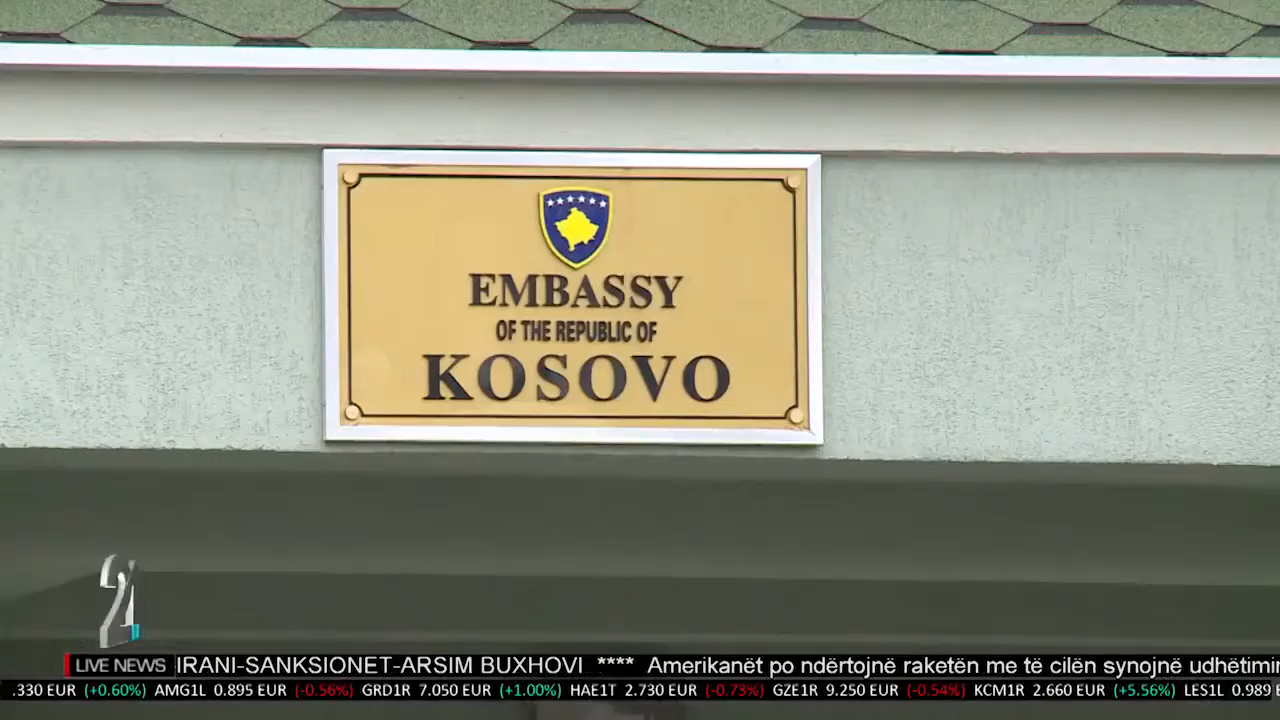 EMBASSY
OF THE REPUBLIC OF
KOSOVO
24
LIVE NEWS IRANI-SANKSIONET-ARSIM BUXHOVI **** Amerikanët po ndërtojnë raketën me të cilën synojnë udhëtimin
.330 EUR (+0.60%) AMG1L 0.895 EUR (-0.56%) GRD1R 7.050 EUR (+1.00%) HAE1T 2.730 EUR (-0.73%) GZE1R 9.250 EUR (-0.54%) KCM1R 2.660 EUR (+5.56%) LES1L 0.989